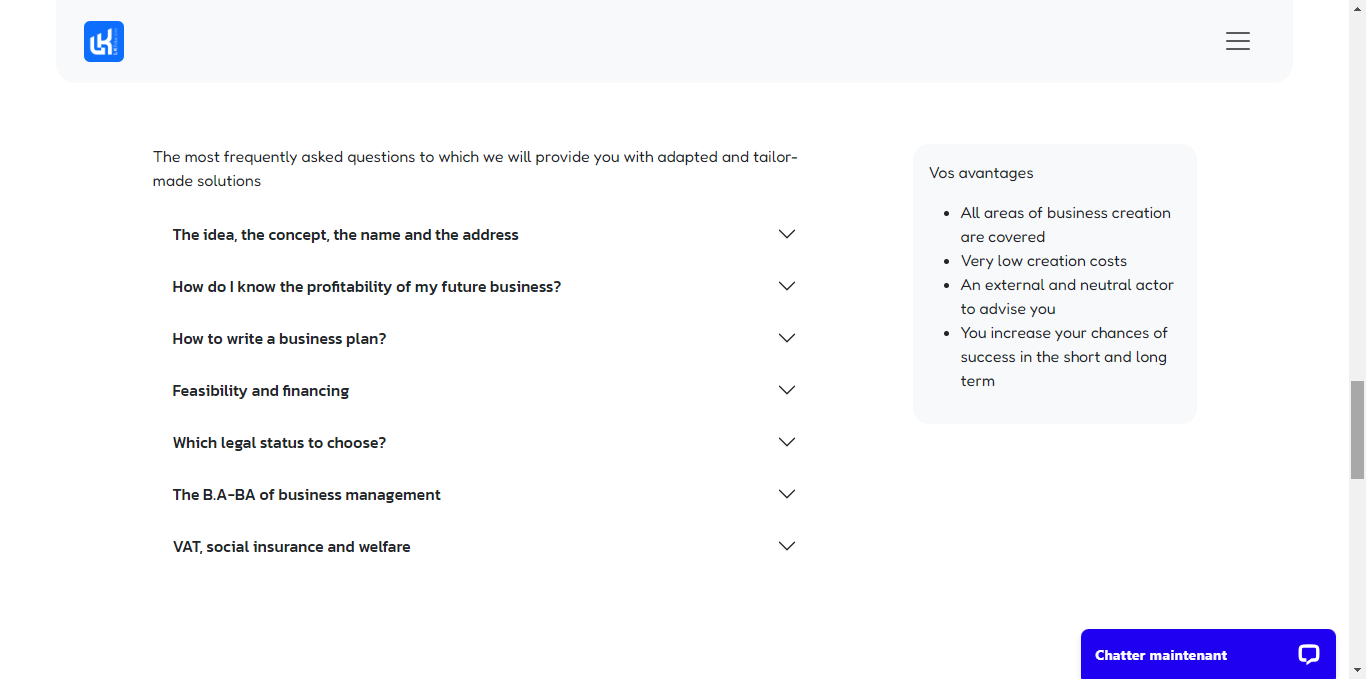 The most frequently asked questions to which we will provide you with adapted and tailor-
made solutions
The idea, the concept, the name and the address
How do I know the profitability of my future business?
How to write a business plan?
Feasibility and financing
Which legal status to choose?
The B.A-BA of business management
VAT, social insurance and welfare
Vos avantages
All areas of business creation
are covered
Very low creation costs
An external and neutral actor
to advise you
You increase your chances of
success in the short and long
term
Chatter maintenant